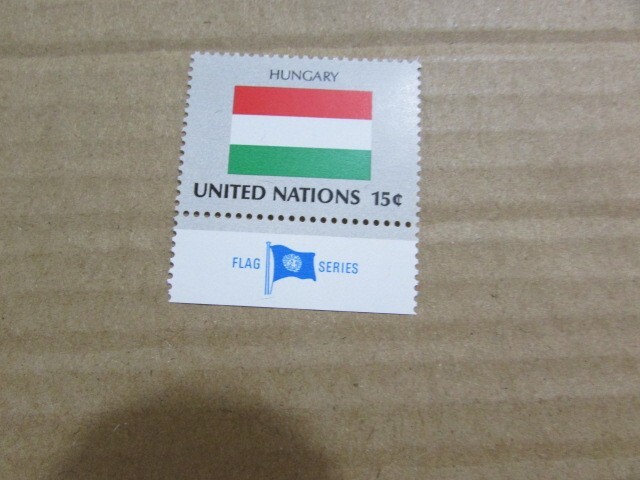 HUNGARY
UNITED NATIONS 15¢
FLAG SERIES